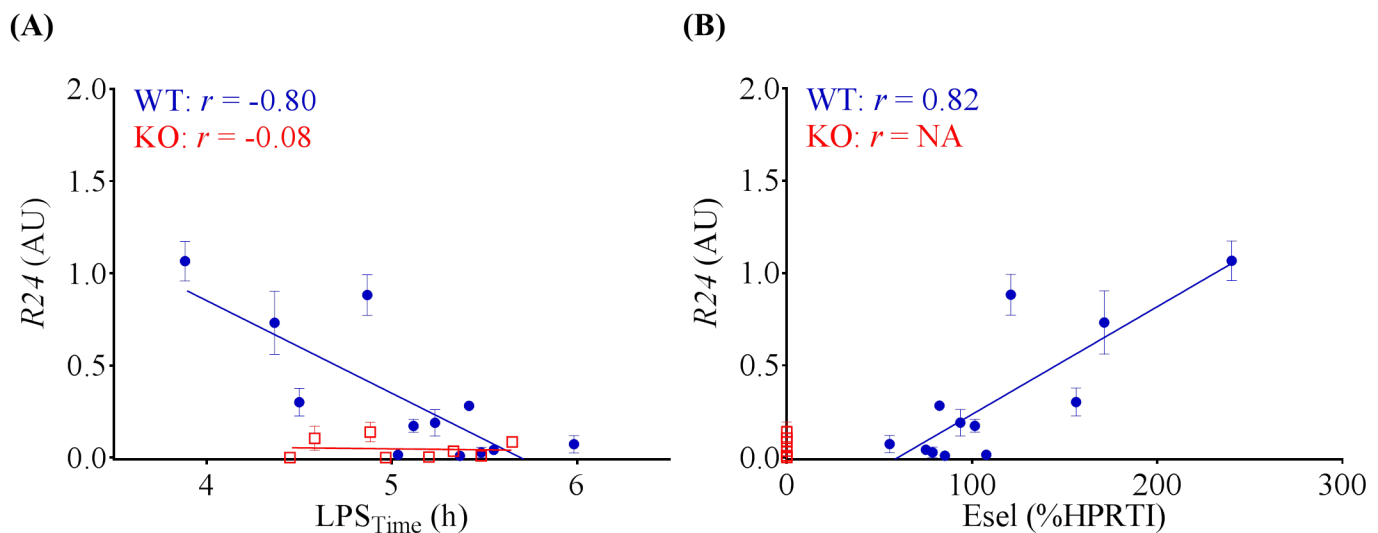 (A)
WT: r = -0.80
KO: r = -0.08
R24 (AU)
2.0
1.5
1.0
0.5
0.0
4 5 6
LPSTime (h)
(B)
WT: r = 0.82
KO: r = NA
R24 (AU)
2.0
1.5
1.0
0.5
0.0
0 100 200 300
Esel (%HPRTI)